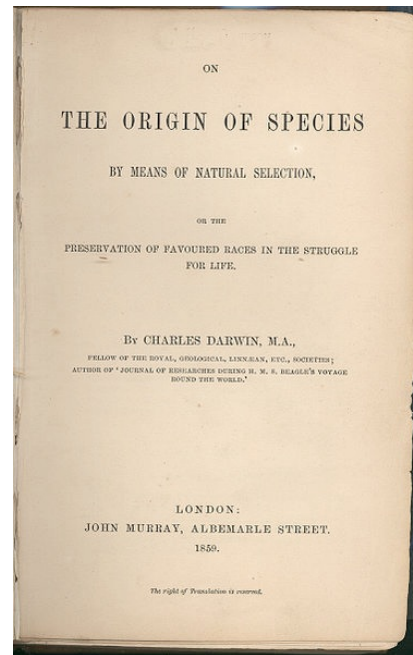 ON
THE ORIGIN OF SPECIES
BY MEANS OF NATURAL SELECTION,
OR THE
PRESERVATION OF FAVOURED RACES IN THE STRUGGLE
FOR LIFE.
BY CHARLES DARWIN, M.A.,
FELLOW OF THE ROYAL, GEOLOGICAL, LINNÆAN, ETC., SOCIETIES;
AUTHOR OF 'JOURNAL OF RESEARCHES DURING H. M. S. BEAGLE'S VOYAGE
ROUND THE WORLD.'
LONDON:
JOHN MURRAY, ALBEMARLE STREET.
1859.
The right of Translation is reserved.